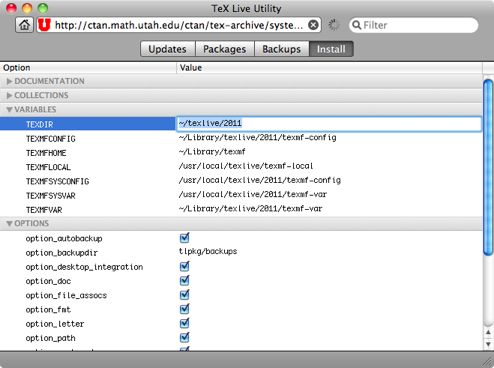 TeX Live Utility
http://ctan.math.utah.edu/ctan/tex-archive/syste...
Filter
Updates Packages Backups Install
Option Value
DOCUMENTATION
COLLECTIONS
VARIABLES
TEXDIR ~/texlive/2011
TEXMFCONFIG ~/Library/texlive/2011/texmf-config
TEXMFHOME ~/Library/texmf
TEXMFLOCAL /usr/local/texlive/texmf-local
TEXMFSYSCONFIG /usr/local/texlive/2011/texmf-config
TEXMFSYSVAR /usr/local/texlive/2011/texmf-var
TEXMFVAR ~/Library/texlive/2011/texmf-var
OPTIONS
option_autobackup
option_backupdir tlpkg/backups
option_desktop_integration
option_doc
option_file_assocs
option_fmt
option_letter
option_path